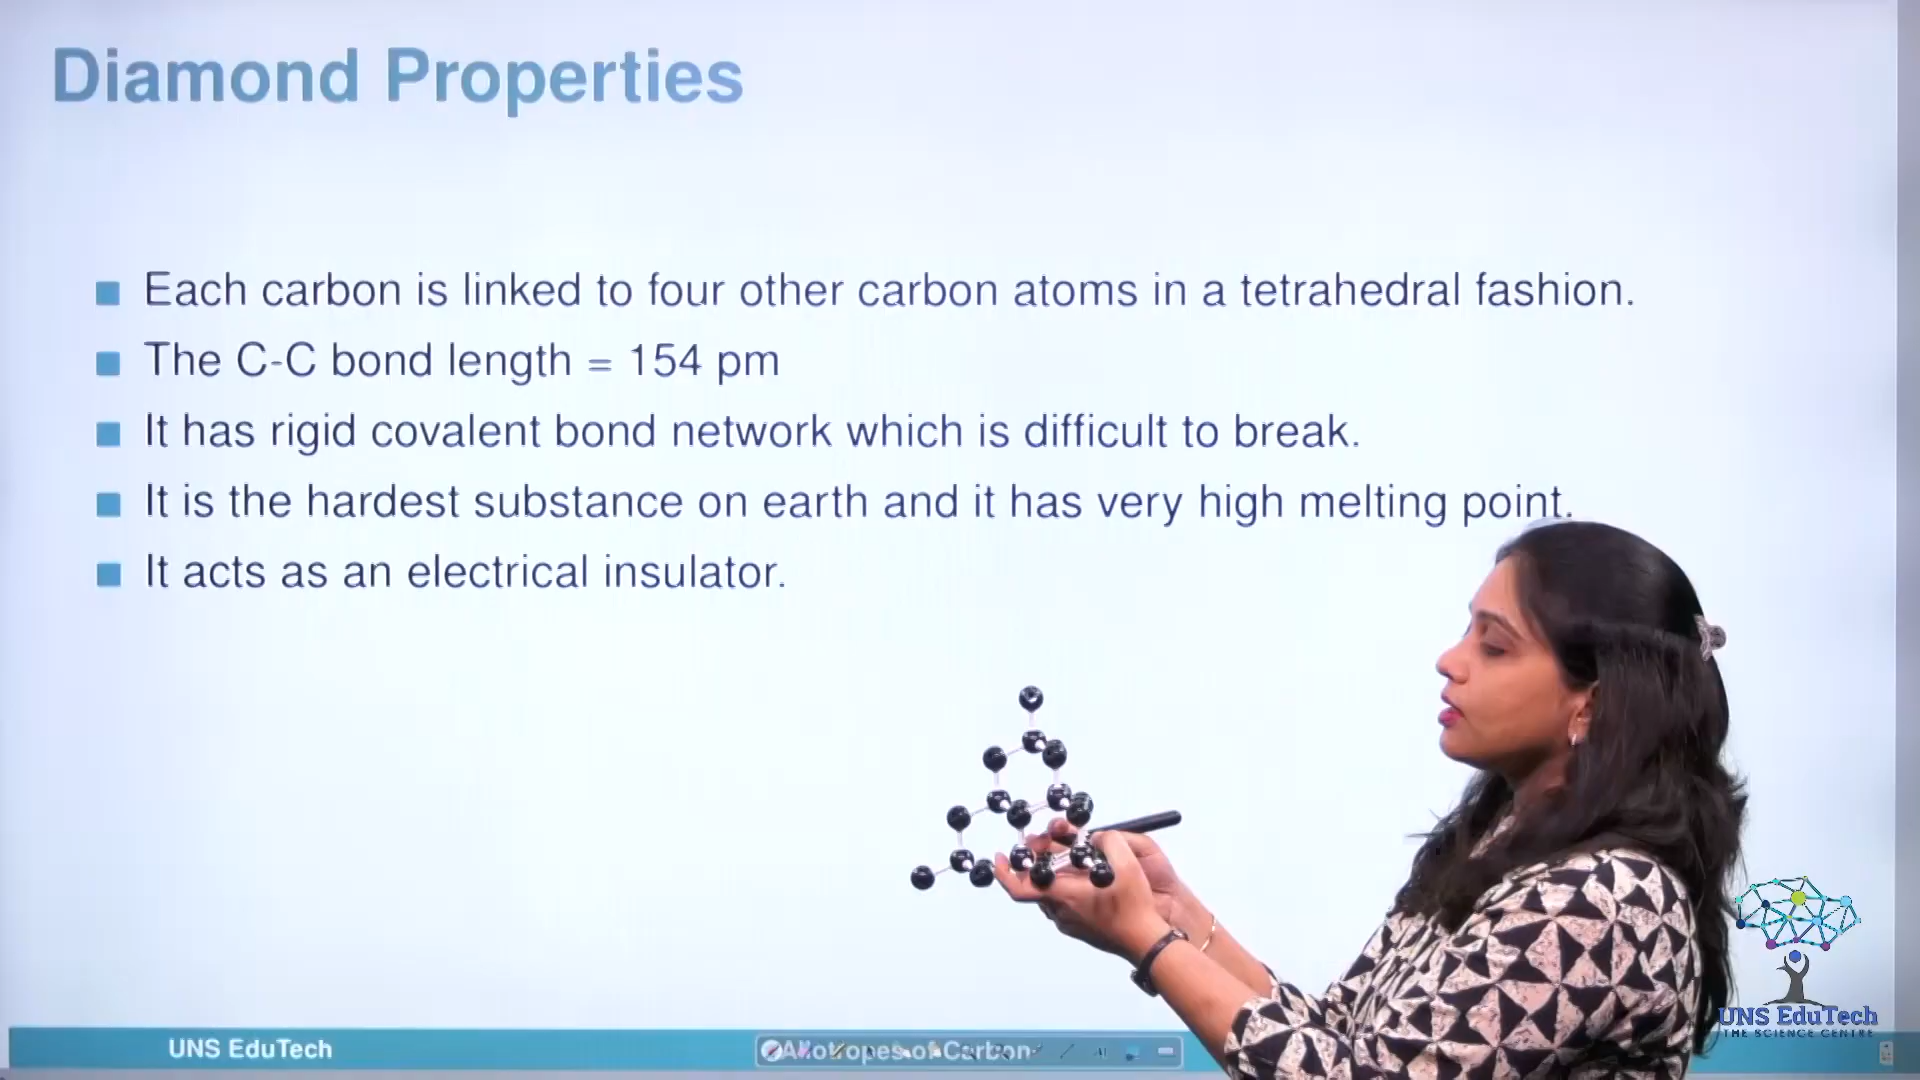 Diamond Properties
Each carbon is linked to four other carbon atoms in a tetrahedral fashion.
The C-C bond length = 154 pm
It has rigid covalent bond network which is difficult to break.
It is the hardest substance on earth and it has very high melting point.
It acts as an electrical insulator.
UNS EduTech
THE SCIENCE CENTRE
UNS EduTech
Allotropes of Carbon